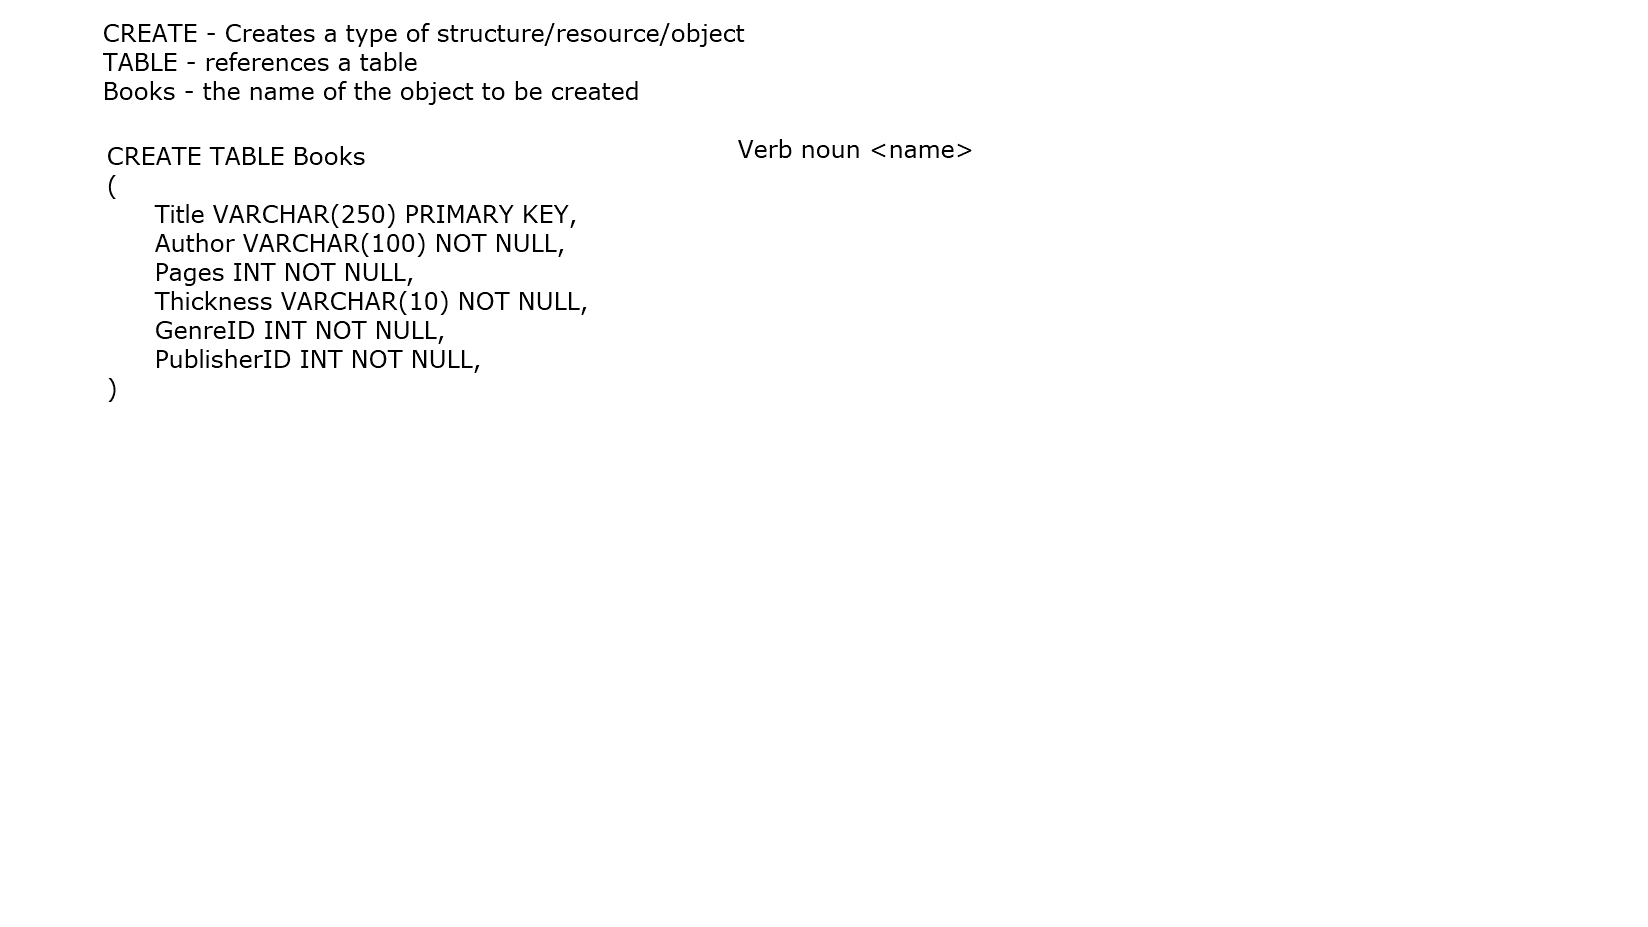 CREATE - Creates a type of structure/resource/object
TABLE - references a table
Books - the name of the object to be created
Verb noun <name>
CREATE TABLE Books
(
Title VARCHAR(250) PRIMARY KEY,
Author VARCHAR(100) NOT NULL,
Pages INT NOT NULL,
Thickness VARCHAR(10) NOT NULL,
GenreID INT NOT NULL,
PublisherID INT NOT NULL,
)